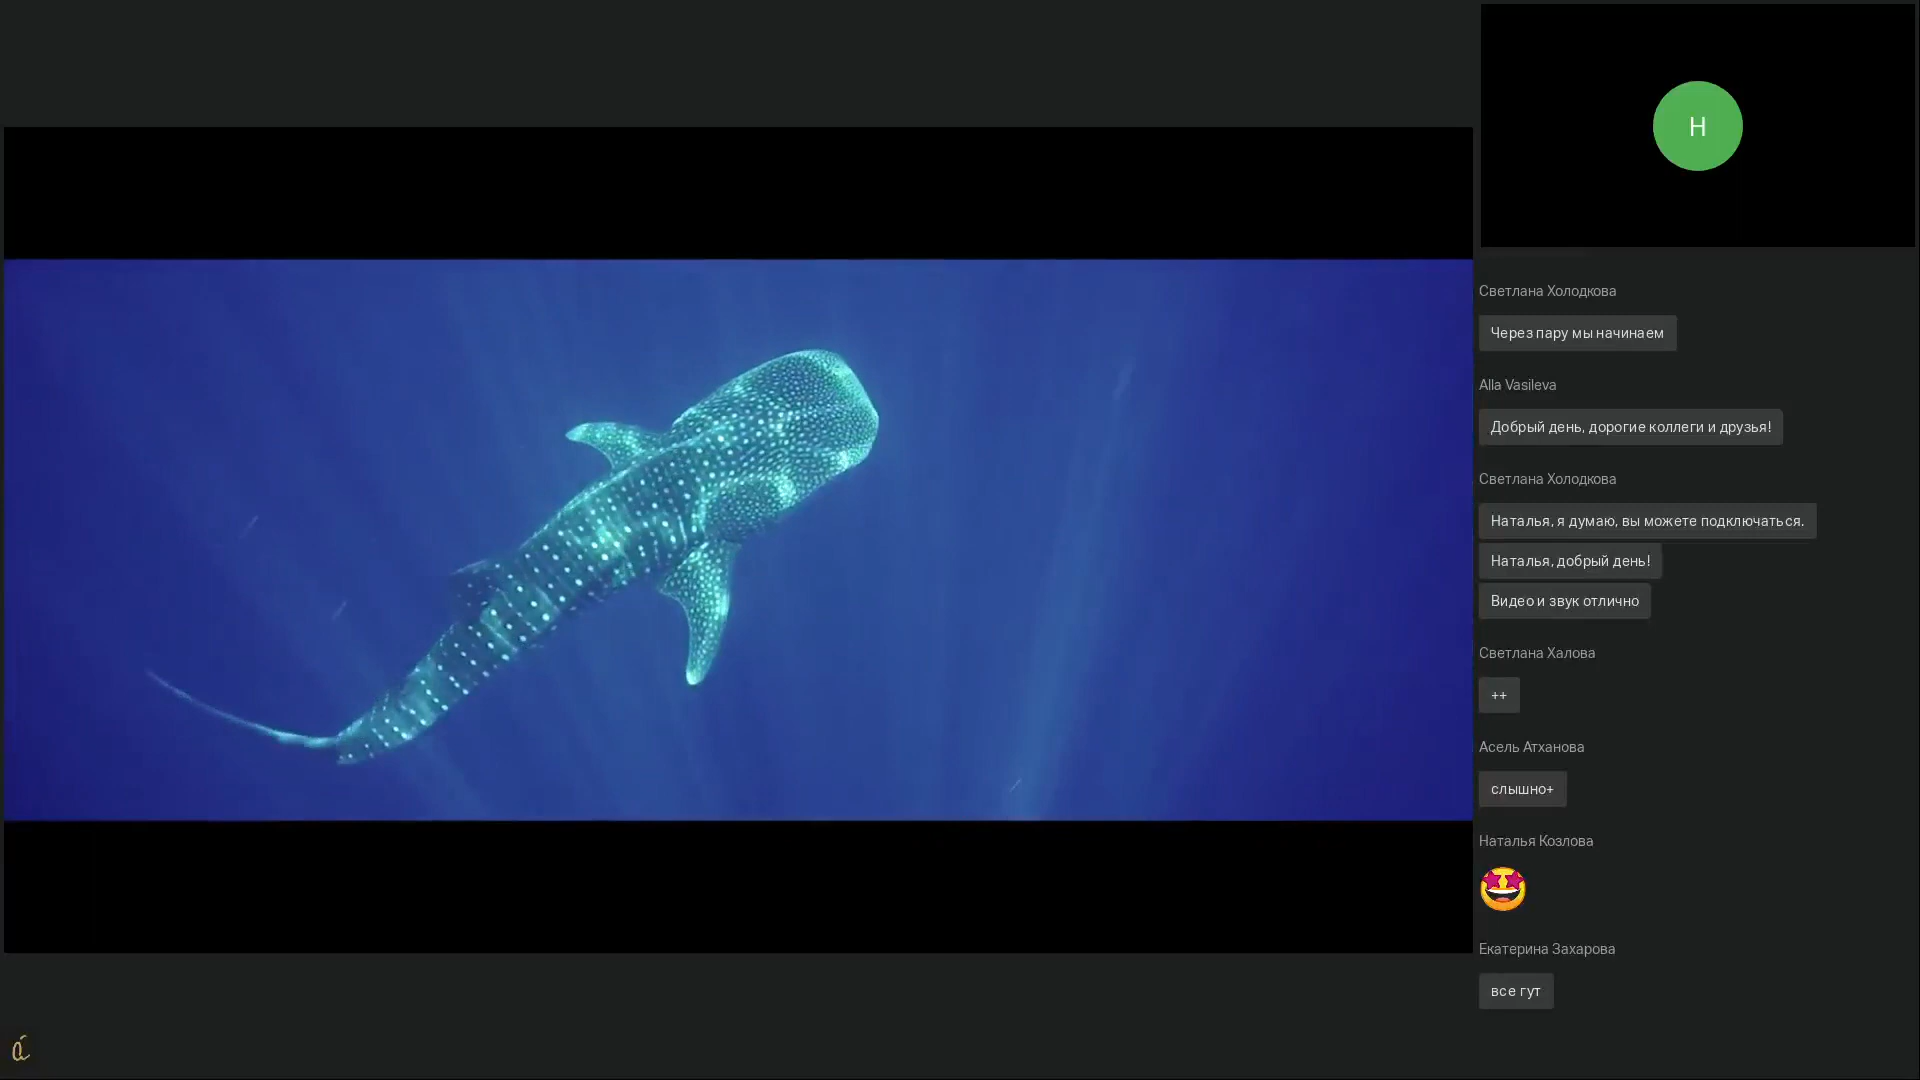 Н
Светлана Холодкова
Через пару мы начинаем
Alla Vasileva
Добрый день, дорогие коллеги и друзья!
Светлана Холодкова
Наталья, я думаю, вы можете подключаться.
Наталья, добрый день!
Видео и звук отлично
Светлана Халова
++
Асель Атханова
слышно+
Наталья Козлова
Екатерина Захарова
все гут
á